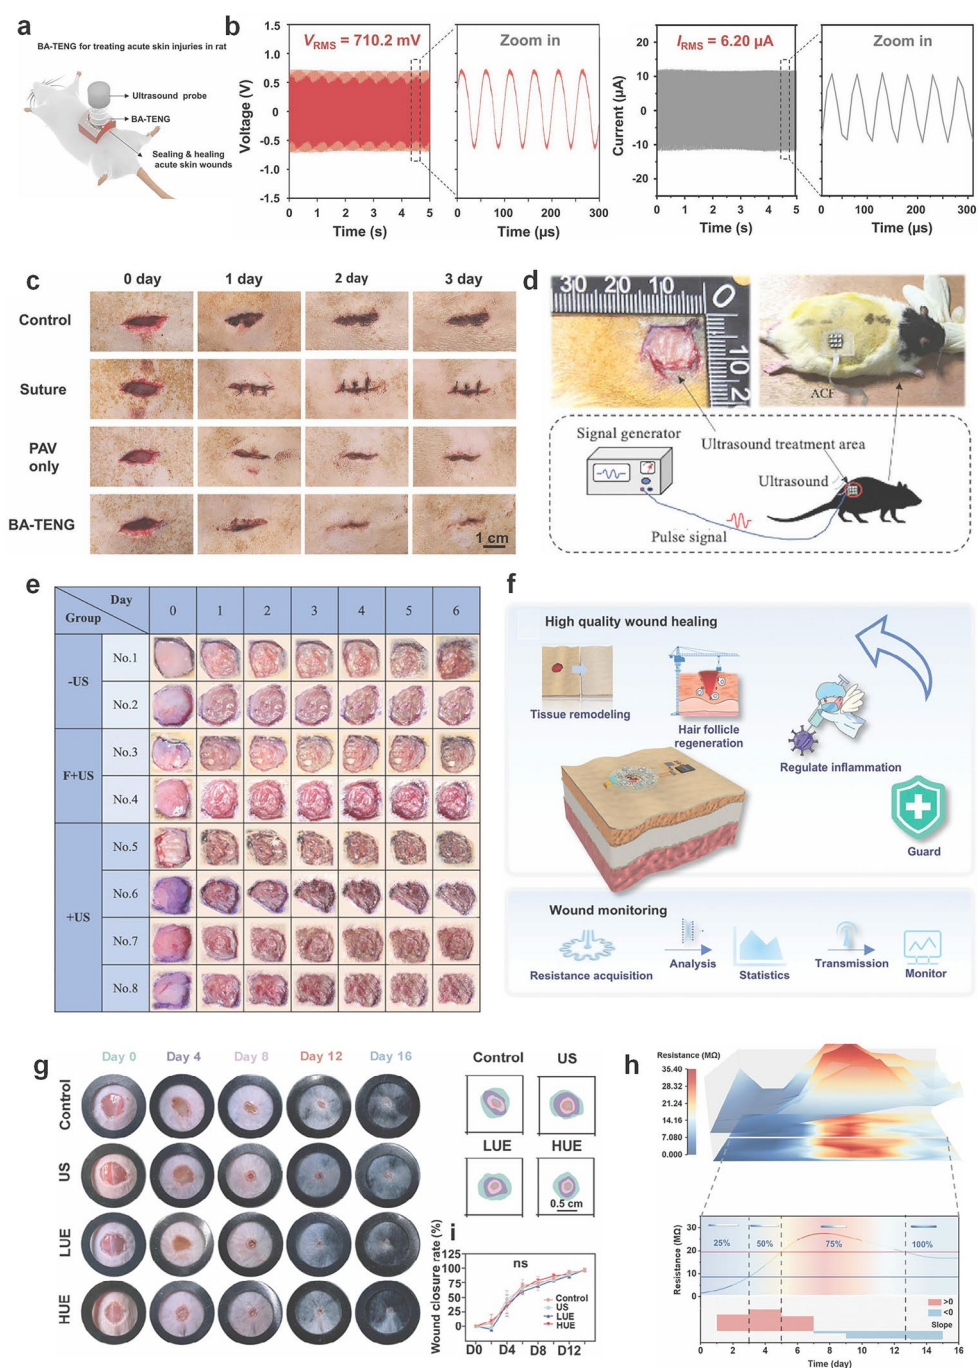 a
BA-TENG for treating acute skin injuries in rat
Ultrasound probe
BA-TENG
Sealing & healing
acute skin wounds
b
Voltage (V)
1.5
1.0
0.5
0
-0.5
-1.0
-1.5
VRMS = 710.2 mV
Zoom in
0 1 2 3 4 5
Time (s)
0 100 200 300
Time (µs)
Current (µA)
20
10
0
-10
-20
IRMS = 6.20 µA
Zoom in
0 1 2 3 4 5
Time (s)
0 100 200 300
Time (µs)
c
0 day 1 day 2 day 3 day
Control
Suture
PAV
only
BA-TENG
1 cm
d
30 20 10 0
10
2
ACF
Signal generator
Ultrasound treatment area
Ultrasound
Pulse signal
e
Day
Group
0 1 2 3 4 5 6
-US
No.1
No.2
F+US
No.3
No.4
+US
No.5
No.6
No.7
No.8
f
High quality wound healing
Tissue remodeling
Hair follicle
regeneration
Regulate inflammation
Guard
Wound monitoring
Resistance acquisition
Analysis
Statistics
Transmission
Monitor
g
Day 0 Day 4 Day 8 Day 12 Day 16
Control
US
LUE
HUE
Control US
LUE HUE
0.5 cm
i
Wound closure rate (%)
125
100
75
50
25
0
ns
Control
US
LUE
HUE
D0 D4 D8 D12
h
Resistance (MΩ)
35.40
28.32
21.24
14.16
7.080
0.000
Resistance (MΩ)
30
20
10
0
25% 50% 75% 100%
>0
<0
Slope
0 2 4 6 8 10 12 14 16
Time (day)